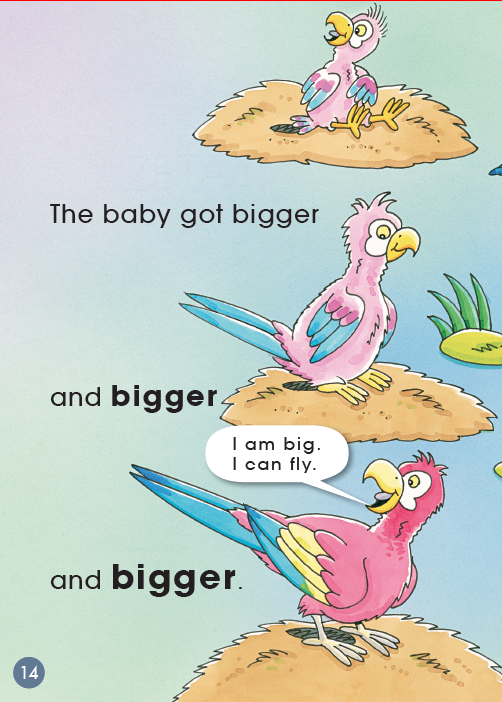 The baby got bigger
and bigger
I am big.
I can fly.
and bigger.
14